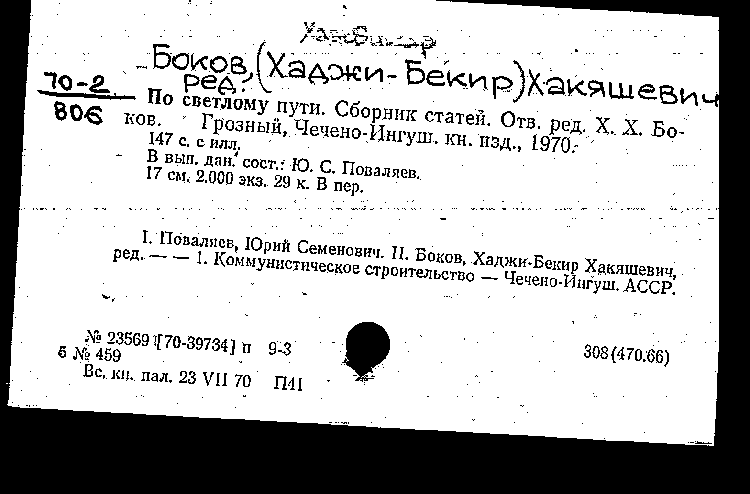 Боков, (Хаджи-Бекир) Хакяшевич
ред.
70-2
806
По светлому пути. Сборник статей. Отв. ред. Х. Х. Бо-
ков. Грозный, Чечено-Ингуш. кн. изд., 1970.
147 с. с илл.
В вып. дан. сост.: Ю. С. Поваляев.
17 см. 2.000 экз. 29 к. В пер.
I. Поваляев, Юрий Семенович. II. Боков, Хаджи-Бекир Хакяшевич,
ред. — — 1. Коммунистическое строительство — Чечено-Ингуш. АССР.
№ 23569 [70-39734] п 9-3
308(470.66)
б № 459
Вс. кн. пал. 23 VII 70 П41